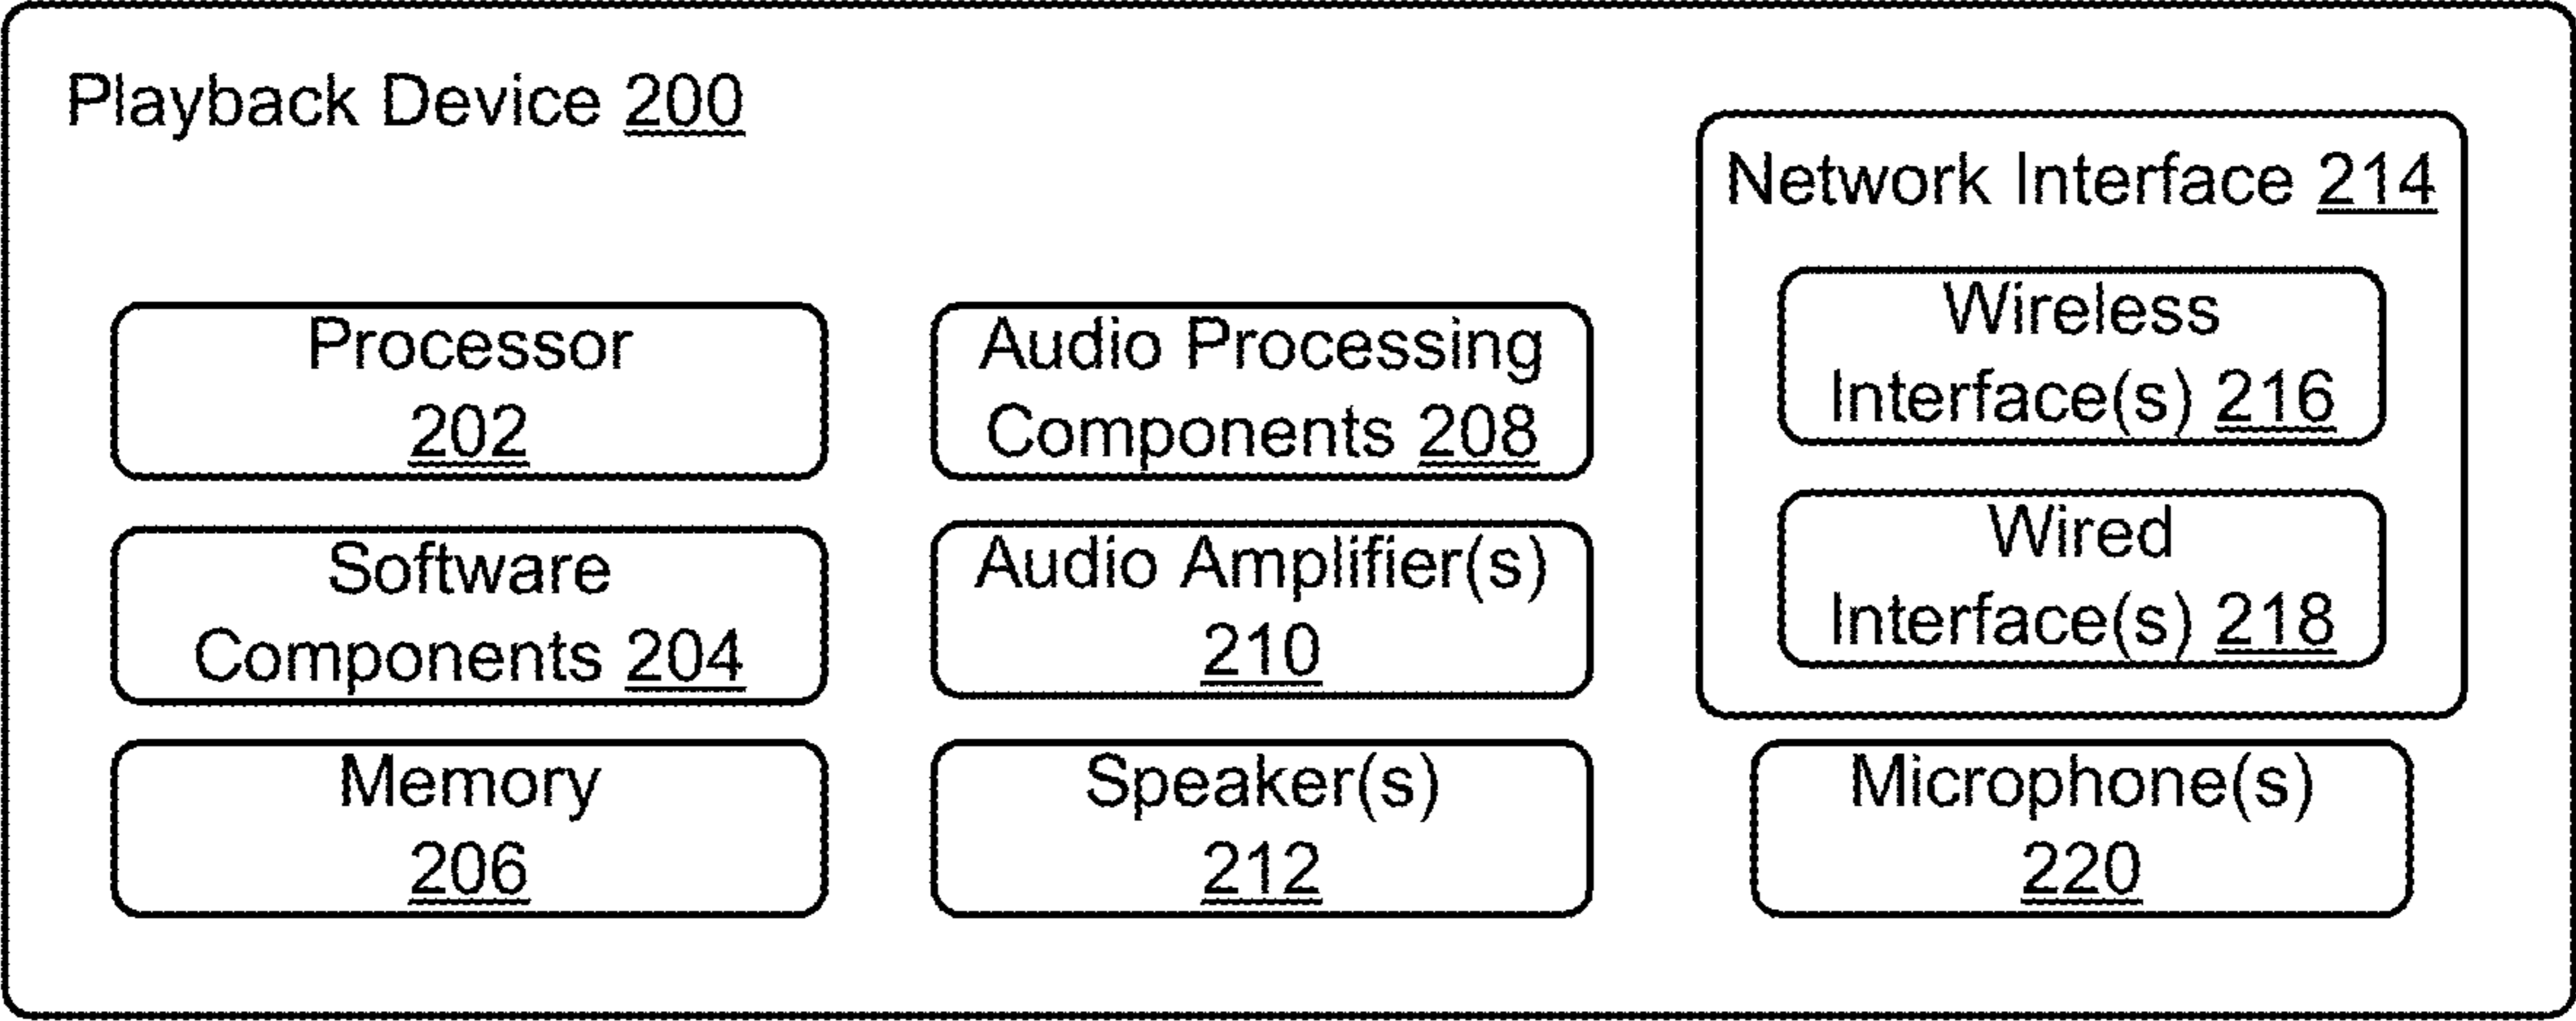 Playback Device 200
Processor
202
Software
Components 204
Memory
206
Audio Processing
Components 208
Audio Amplifier(s)
210
Speaker(s)
212
Network Interface 214
Wireless
Interface(s) 216
Wired
Interface(s) 218
Microphone(s)
220